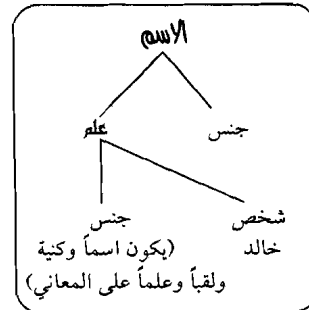 الاسم
جنس علم
شخص جنس
خالد (يكون اسماً وكنية
ولقباً وعلماً على المعاني)